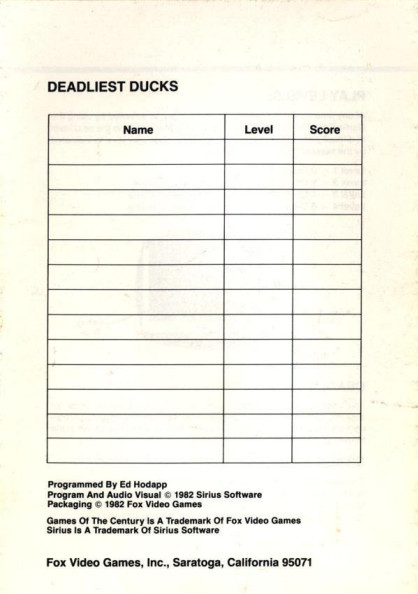 DEADLIEST DUCKS
Name Level Score
Programmed By Ed Hodapp
Program And Audio Visual © 1982 Sirius Software
Packaging © 1982 Fox Video Games
Games Of The Century Is A Trademark Of Fox Video Games
Sirius Is A Trademark Of Sirius Software
Fox Video Games, Inc., Saratoga, California 95071